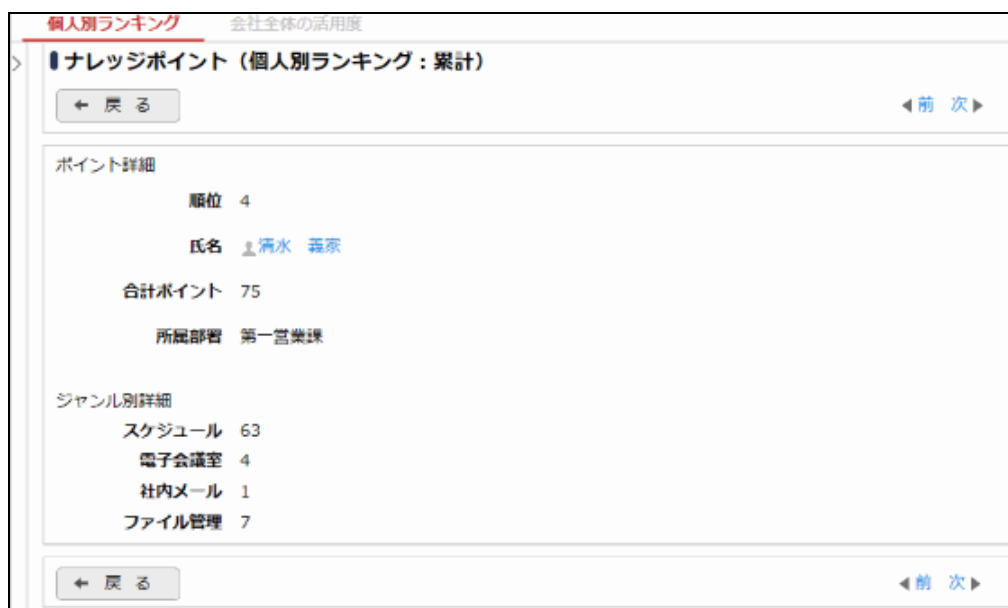 個人別ランキング 会社全体の活用度
ナレッジポイント（個人別ランキング：累計）
← 戻 る ◀前 次▶
ポイント詳細
順位 4
氏名 清水 義家
合計ポイント 75
所属部署 第一営業課
ジャンル別詳細
スケジュール 63
電子会議室 4
社内メール 1
ファイル管理 7
← 戻 る ◀前 次▶